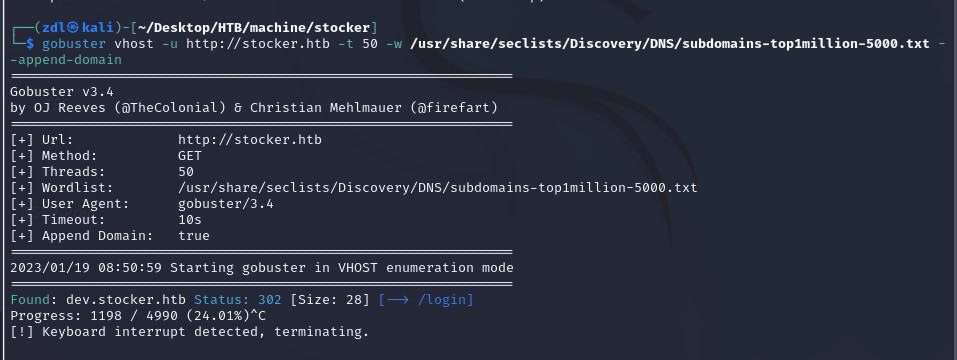 ┌──(zdl㉿kali)-[~/Desktop/HTB/machine/stocker]
└─$ gobuster vhost -u http://stocker.htb -t 50 -w /usr/share/seclists/Discovery/DNS/subdomains-top1million-5000.txt -
-append-domain
===============================================================
Gobuster v3.4
by OJ Reeves (@TheColonial) & Christian Mehlmauer (@firefart)
===============================================================
[+] Url:             http://stocker.htb
[+] Method:          GET
[+] Threads:         50
[+] Wordlist:        /usr/share/seclists/Discovery/DNS/subdomains-top1million-5000.txt
[+] User Agent:      gobuster/3.4
[+] Timeout:         10s
[+] Append Domain:   true
===============================================================
2023/01/19 08:50:59 Starting gobuster in VHOST enumeration mode
===============================================================
Found: dev.stocker.htb Status: 302 [Size: 28] [--> /login]
Progress: 1198 / 4990 (24.01%)^C
[!] Keyboard interrupt detected, terminating.